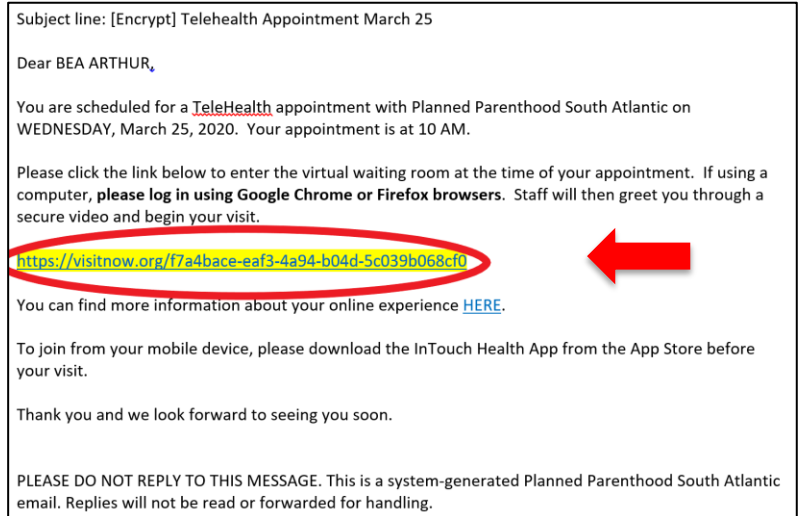 Subject line: [Encrypt] Telehealth Appointment March 25
Dear BEA ARTHUR,
You are scheduled for a TeleHealth appointment with Planned Parenthood South Atlantic on
WEDNESDAY, March 25, 2020.  Your appointment is at 10 AM.
Please click the link below to enter the virtual waiting room at the time of your appointment.  If using a
computer, please log in using Google Chrome or Firefox browsers.  Staff will then greet you through a
secure video and begin your visit.
https://visitnow.org/f7a4bace-eaf3-4a94-b04d-5c039b068cf0
You can find more information about your online experience HERE.
To join from your mobile device, please download the InTouch Health App from the App Store before
your visit.
Thank you and we look forward to seeing you soon.
PLEASE DO NOT REPLY TO THIS MESSAGE. This is a system-generated Planned Parenthood South Atlantic
email. Replies will not be read or forwarded for handling.